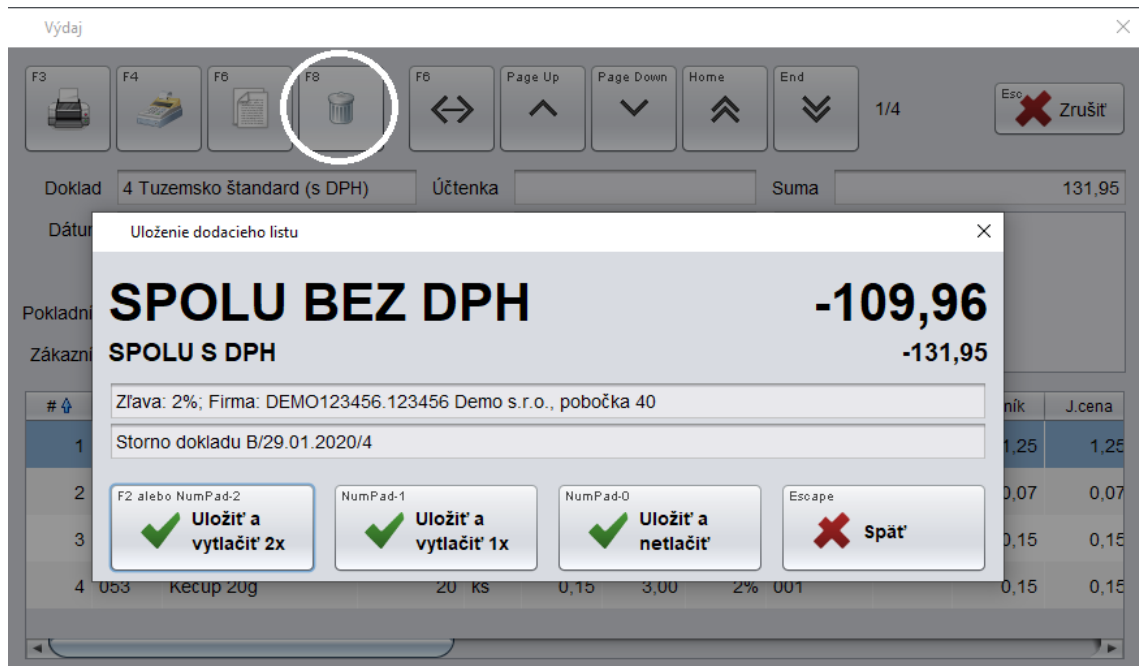 Výdaj
F3 F4 F6 F8 F6 Page Up Page Down Home End 1/4 Esc Zrušiť
Doklad 4 Tuzemsko štandard (s DPH) Účtenka Suma 131,95
Uloženie dodacieho listu
SPOLU BEZ DPH -109,96
SPOLU S DPH -131,95
Zľava: 2%; Firma: DEMO123456.123456 Demo s.r.o., pobočka 40
Storno dokladu B/29.01.2020/4
F2 alebo NumPad-2 NumPad-1 NumPad-0 Escape
Uložiť a Uložiť a Uložiť a Späť
vytlačiť 2x vytlačiť 1x netlačiť
# J.cena
1 1,25 1,25
2 0,07 0,07
3 0,15 0,15
4 053 Kečup 20g 20 ks 0,15 3,00 2% 001 0,15 0,15